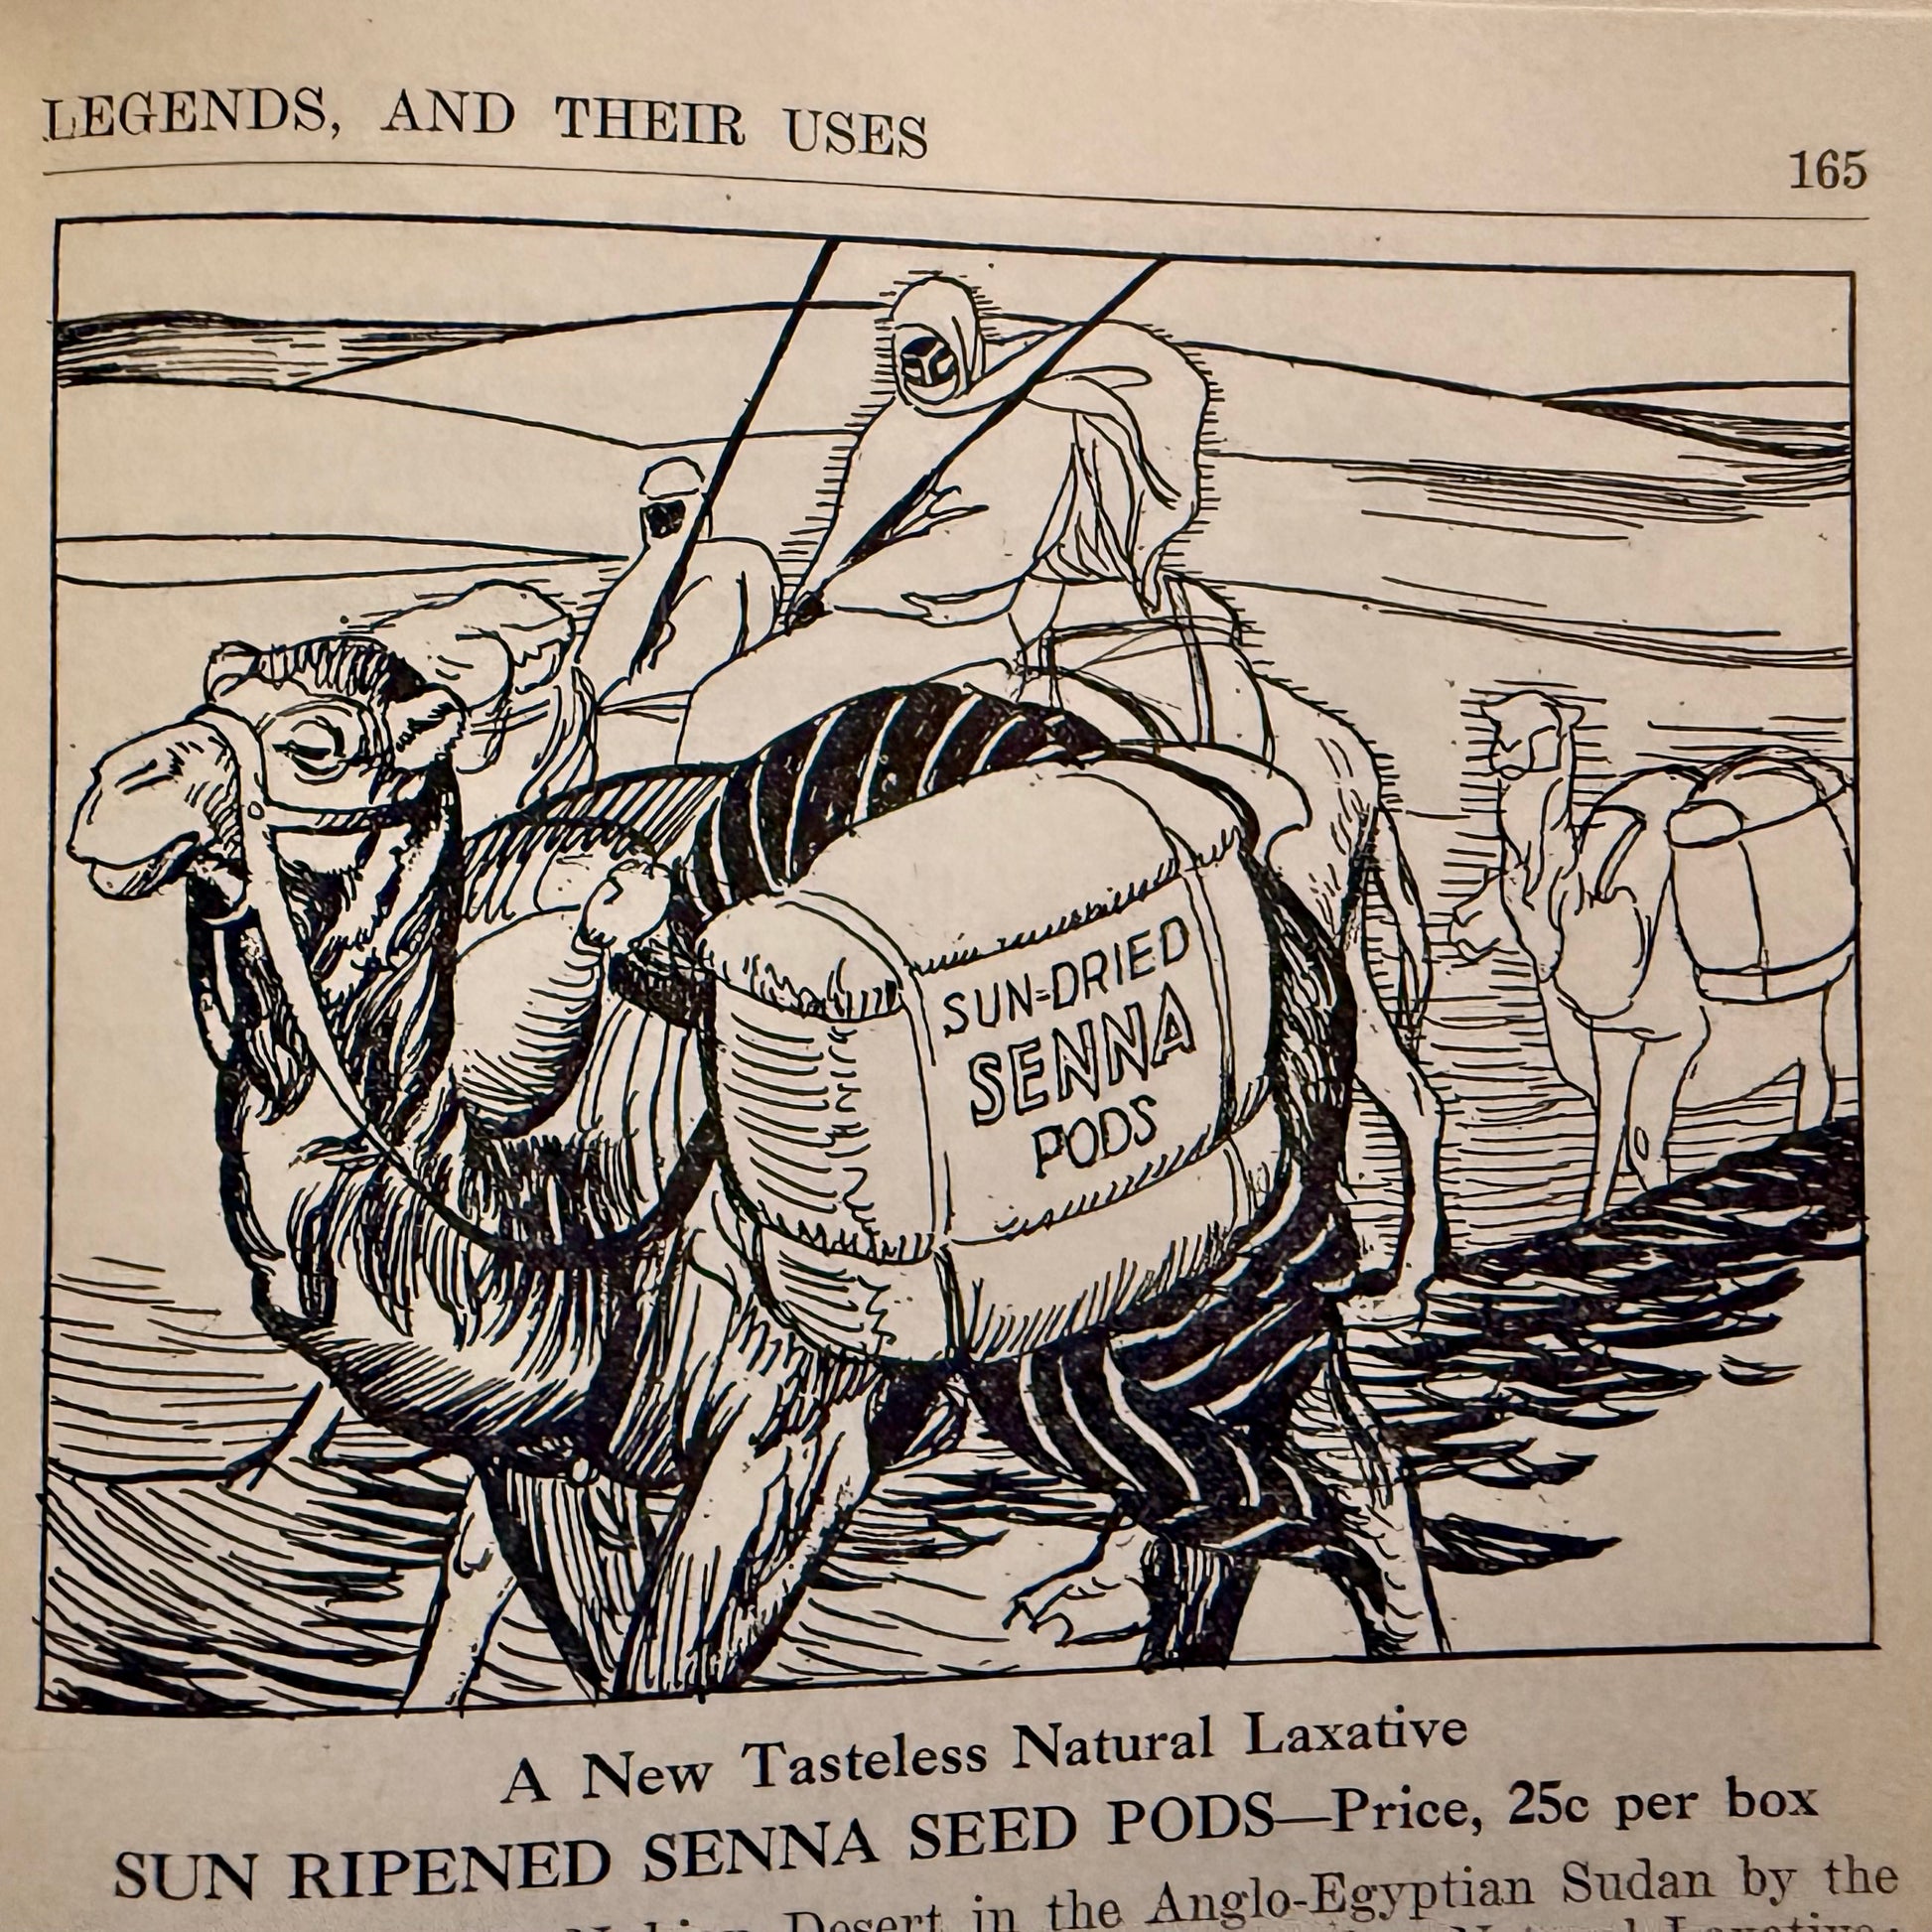 LEGENDS, AND THEIR USES
165
SUN-DRIED
SENNA
PODS
A New Tasteless Natural Laxative
SUN RIPENED SENNA SEED PODS—Price, 25c per box
Desert in the Anglo-Egyptian Sudan by the